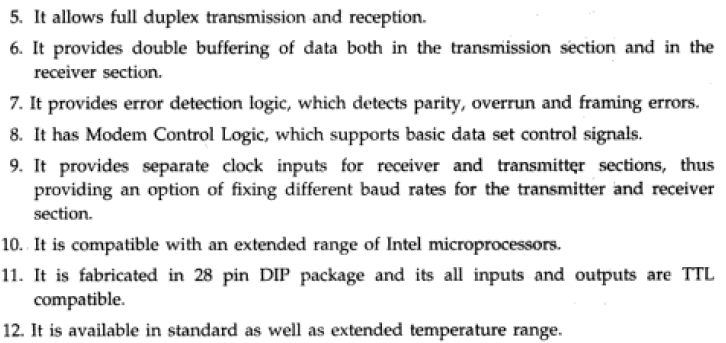 5. It allows full duplex transmission and reception.
6. It provides double buffering of data both in the transmission section and in the
receiver section.
7. It provides error detection logic, which detects parity, overrun and framing errors.
8. It has Modem Control Logic, which supports basic data set control signals.
9. It provides separate clock inputs for receiver and transmitter sections, thus
providing an option of fixing different baud rates for the transmitter and receiver
section.
10. It is compatible with an extended range of Intel microprocessors.
11. It is fabricated in 28 pin DIP package and its all inputs and outputs are TTL
compatible.
12. It is available in standard as well as extended temperature range.